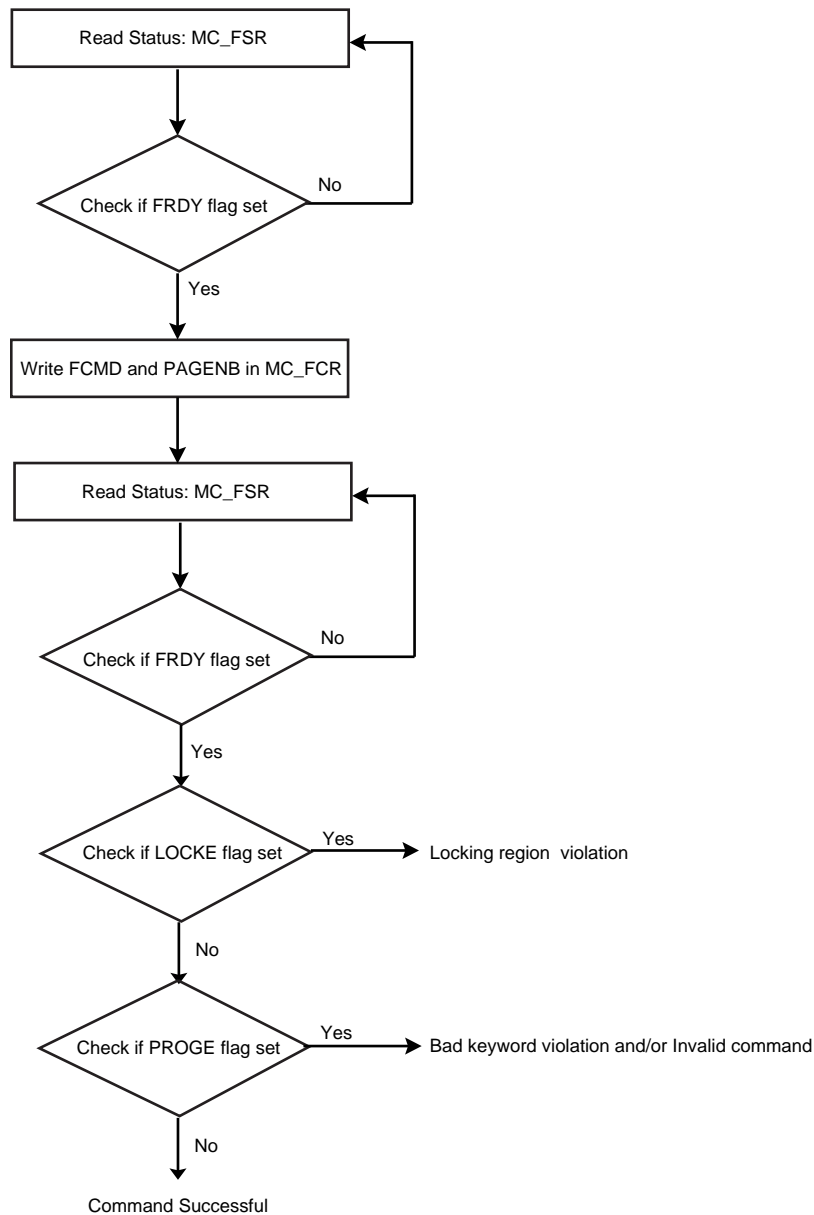 Read Status: MC_FSR
Check if FRDY flag set
No
Yes
Write FCMD and PAGENB in MC_FCR
Read Status: MC_FSR
Check if FRDY flag set
No
Yes
Check if LOCKE flag set
Yes
Locking region violation
No
Check if PROGE flag set
Yes
Bad keyword violation and/or Invalid command
No
Command Successful